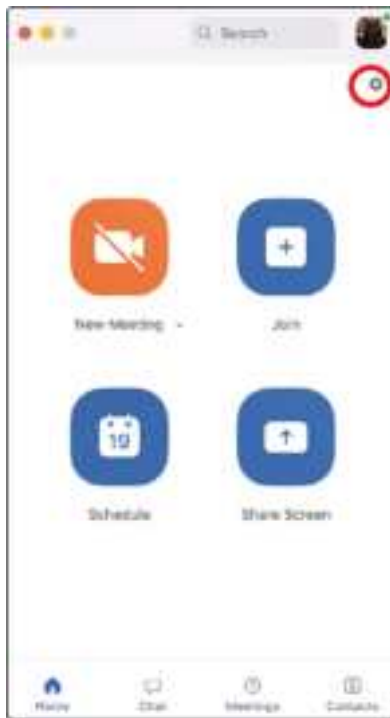 Search
New Meeting
Join
19
Schedule
Share Screen
Home
Chat
Meetings
Contacts